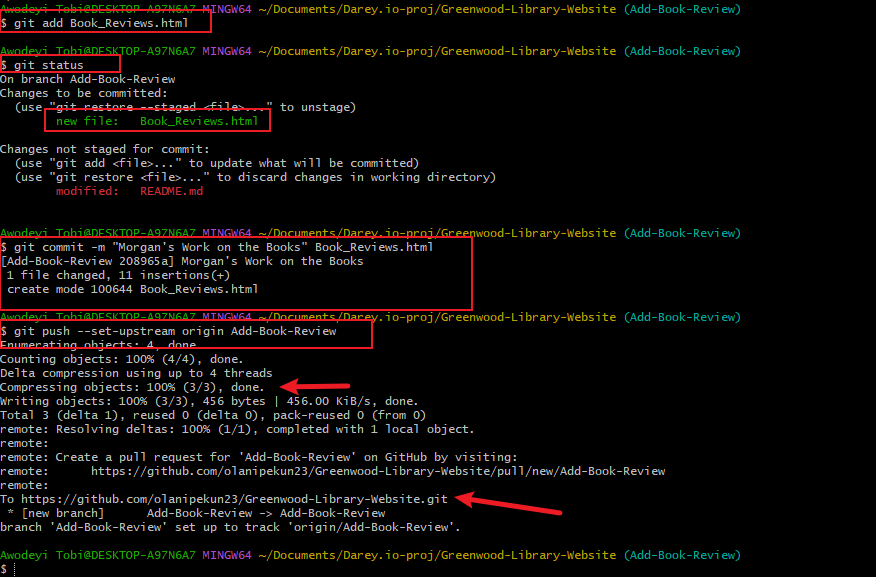 Awodeyi Tobi@DESKTOP-A97N6A7 MINGW64 ~/Documents/Darey.io-proj/Greenwood-Library-Website (Add-Book-Review)
$ git add Book_Reviews.html
Awodeyi Tobi@DESKTOP-A97N6A7 MINGW64 ~/Documents/Darey.io-proj/Greenwood-Library-Website (Add-Book-Review)
$ git status
On branch Add-Book-Review
Changes to be committed:
  (use "git restore --staged <file>..." to unstage)
        new file:   Book_Reviews.html
Changes not staged for commit:
  (use "git add <file>..." to update what will be committed)
  (use "git restore <file>..." to discard changes in working directory)
        modified:   README.md
Awodeyi Tobi@DESKTOP-A97N6A7 MINGW64 ~/Documents/Darey.io-proj/Greenwood-Library-Website (Add-Book-Review)
$ git commit -m "Morgan's Work on the Books" Book_Reviews.html
[Add-Book-Review 208965a] Morgan's Work on the Books
 1 file changed, 11 insertions(+)
 create mode 100644 Book_Reviews.html
Awodeyi Tobi@DESKTOP-A97N6A7 MINGW64 ~/Documents/Darey.io-proj/Greenwood-Library-Website (Add-Book-Review)
$ git push --set-upstream origin Add-Book-Review
Enumerating objects: 4, done.
Counting objects: 100% (4/4), done.
Delta compression using up to 4 threads
Compressing objects: 100% (3/3), done.
Writing objects: 100% (3/3), 456 bytes | 456.00 KiB/s, done.
Total 3 (delta 1), reused 0 (delta 0), pack-reused 0 (from 0)
remote: Resolving deltas: 100% (1/1), completed with 1 local object.
remote:
remote: Create a pull request for 'Add-Book-Review' on GitHub by visiting:
remote:      https://github.com/olanipekun23/Greenwood-Library-Website/pull/new/Add-Book-Review
remote:
To https://github.com/olanipekun23/Greenwood-Library-Website.git
 * [new branch]      Add-Book-Review -> Add-Book-Review
branch 'Add-Book-Review' set up to track 'origin/Add-Book-Review'.
Awodeyi Tobi@DESKTOP-A97N6A7 MINGW64 ~/Documents/Darey.io-proj/Greenwood-Library-Website (Add-Book-Review)
$